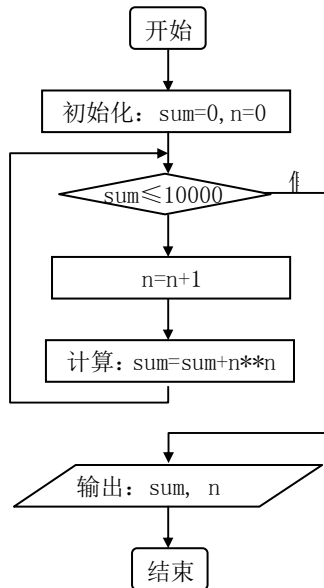 开始
初始化：sum=0,n=0
sum≤10000
n=n+1
计算：sum=sum+n**n
输出：sum, n
结束